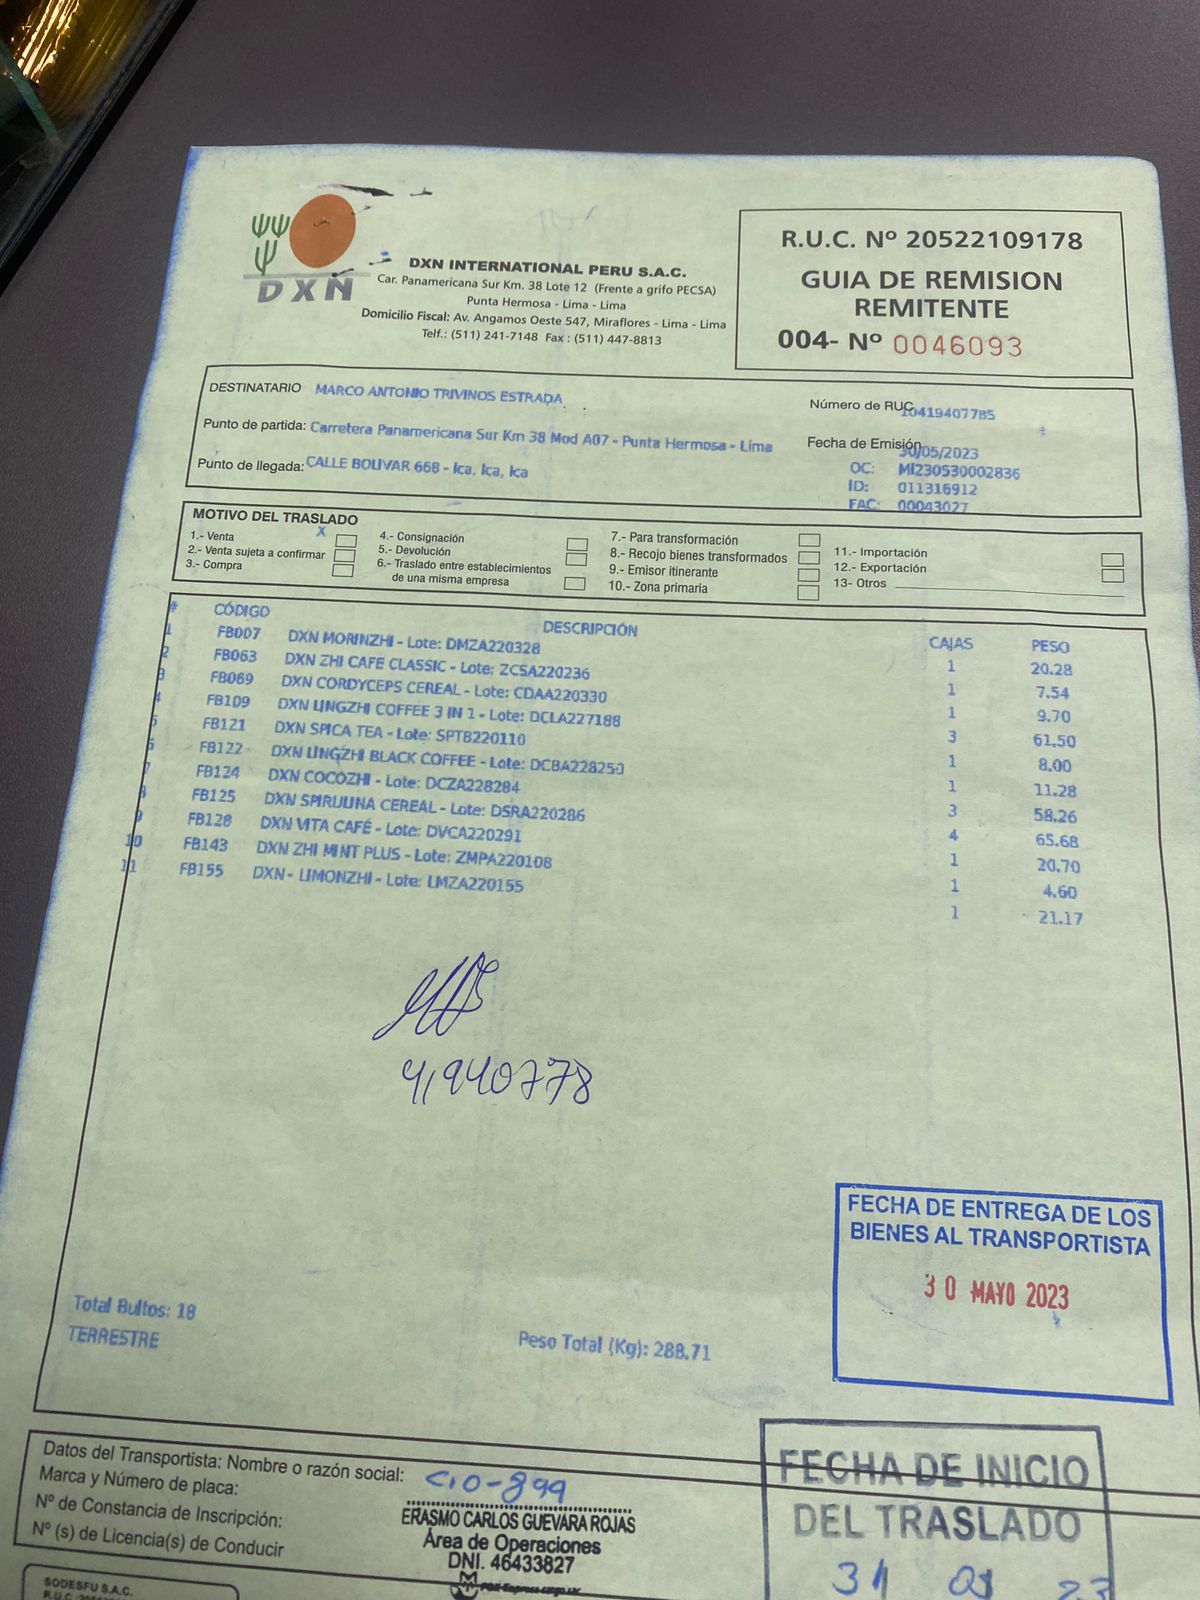 DXN
DXN INTERNATIONAL PERU S.A.C.
Car. Panamericana Sur Km. 38 Lote 12 (Frente a grifo PECSA)
Punta Hermosa - Lima - Lima
Domicilio Fiscal: Av. Angamos Oeste 547, Miraflores - Lima - Lima
Telf.: (511) 241-7148 Fax : (511) 447-8813
R.U.C. Nº 20522109178
GUIA DE REMISION
REMITENTE
004- Nº 0046093
DESTINATARIO MARCO ANTONIO TRIVINOS ESTRADA
Número de RUC 10419407785
Punto de partida: Carretera Panamericana Sur Km 38 Mod A07 - Punta Hermosa - Lima
Fecha de Emisión 30/05/2023
Punto de llegada: CALLE BOLIVAR 668 - Ica, Ica, Ica
OC: MI230530002836
ID: 011316912
FAC: 00043027
MOTIVO DEL TRASLADO
1.- Venta X
2.- Venta sujeta a confirmar
3.- Compra
4.- Consignación
5.- Devolución
6.- Traslado entre establecimientos
de una misma empresa
7.- Para transformación
8.- Recojo bienes transformados
9.- Emisor itinerante
10.- Zona primaria
11.- Importación
12.- Exportación
13- Otros
# CÓDIGO DESCRIPCIÓN CAJAS PESO
1 FB007 DXN MORINZHI - Lote: DMZA220328 1 20.28
2 FB063 DXN ZHI CAFE CLASSIC - Lote: ZCSA220236 1 7.54
3 FB069 DXN CORDYCEPS CEREAL - Lote: CDAA220330 1 9.70
4 FB109 DXN LINGZHI COFFEE 3 IN 1 - Lote: DCLA227188 3 61.50
5 FB121 DXN SPICA TEA - Lote: SPTB220110 1 8.00
6 FB122 DXN LINGZHI BLACK COFFEE - Lote: DCBA228250 1 11.28
7 FB124 DXN COCOZHI - Lote: DCZA228284 3 58.26
8 FB125 DXN SPIRULINA CEREAL - Lote: DSRA220286 4 65.68
9 FB128 DXN VITA CAFÉ - Lote: DVCA220291 1 20.70
10 FB143 DXN ZHI MINT PLUS - Lote: ZMPA220108 1 4.60
11 FB155 DXN - LIMONZHI - Lote: LMZA220155 1 21.17
41940778
FECHA DE ENTREGA DE LOS
BIENES AL TRANSPORTISTA
30 MAYO 2023
Total Bultos: 18
TERRESTRE
Peso Total (Kg): 288.71
Datos del Transportista: Nombre o razón social:
Marca y Número de placa:
Nº de Constancia de Inscripción:
Nº (s) de Licencia(s) de Conducir
ERASMO CARLOS GUEVARA ROJAS
Área de Operaciones
DNI. 46433827
FECHA DE INICIO
DEL TRASLADO
31 05 23
SODESFU S.A.C.